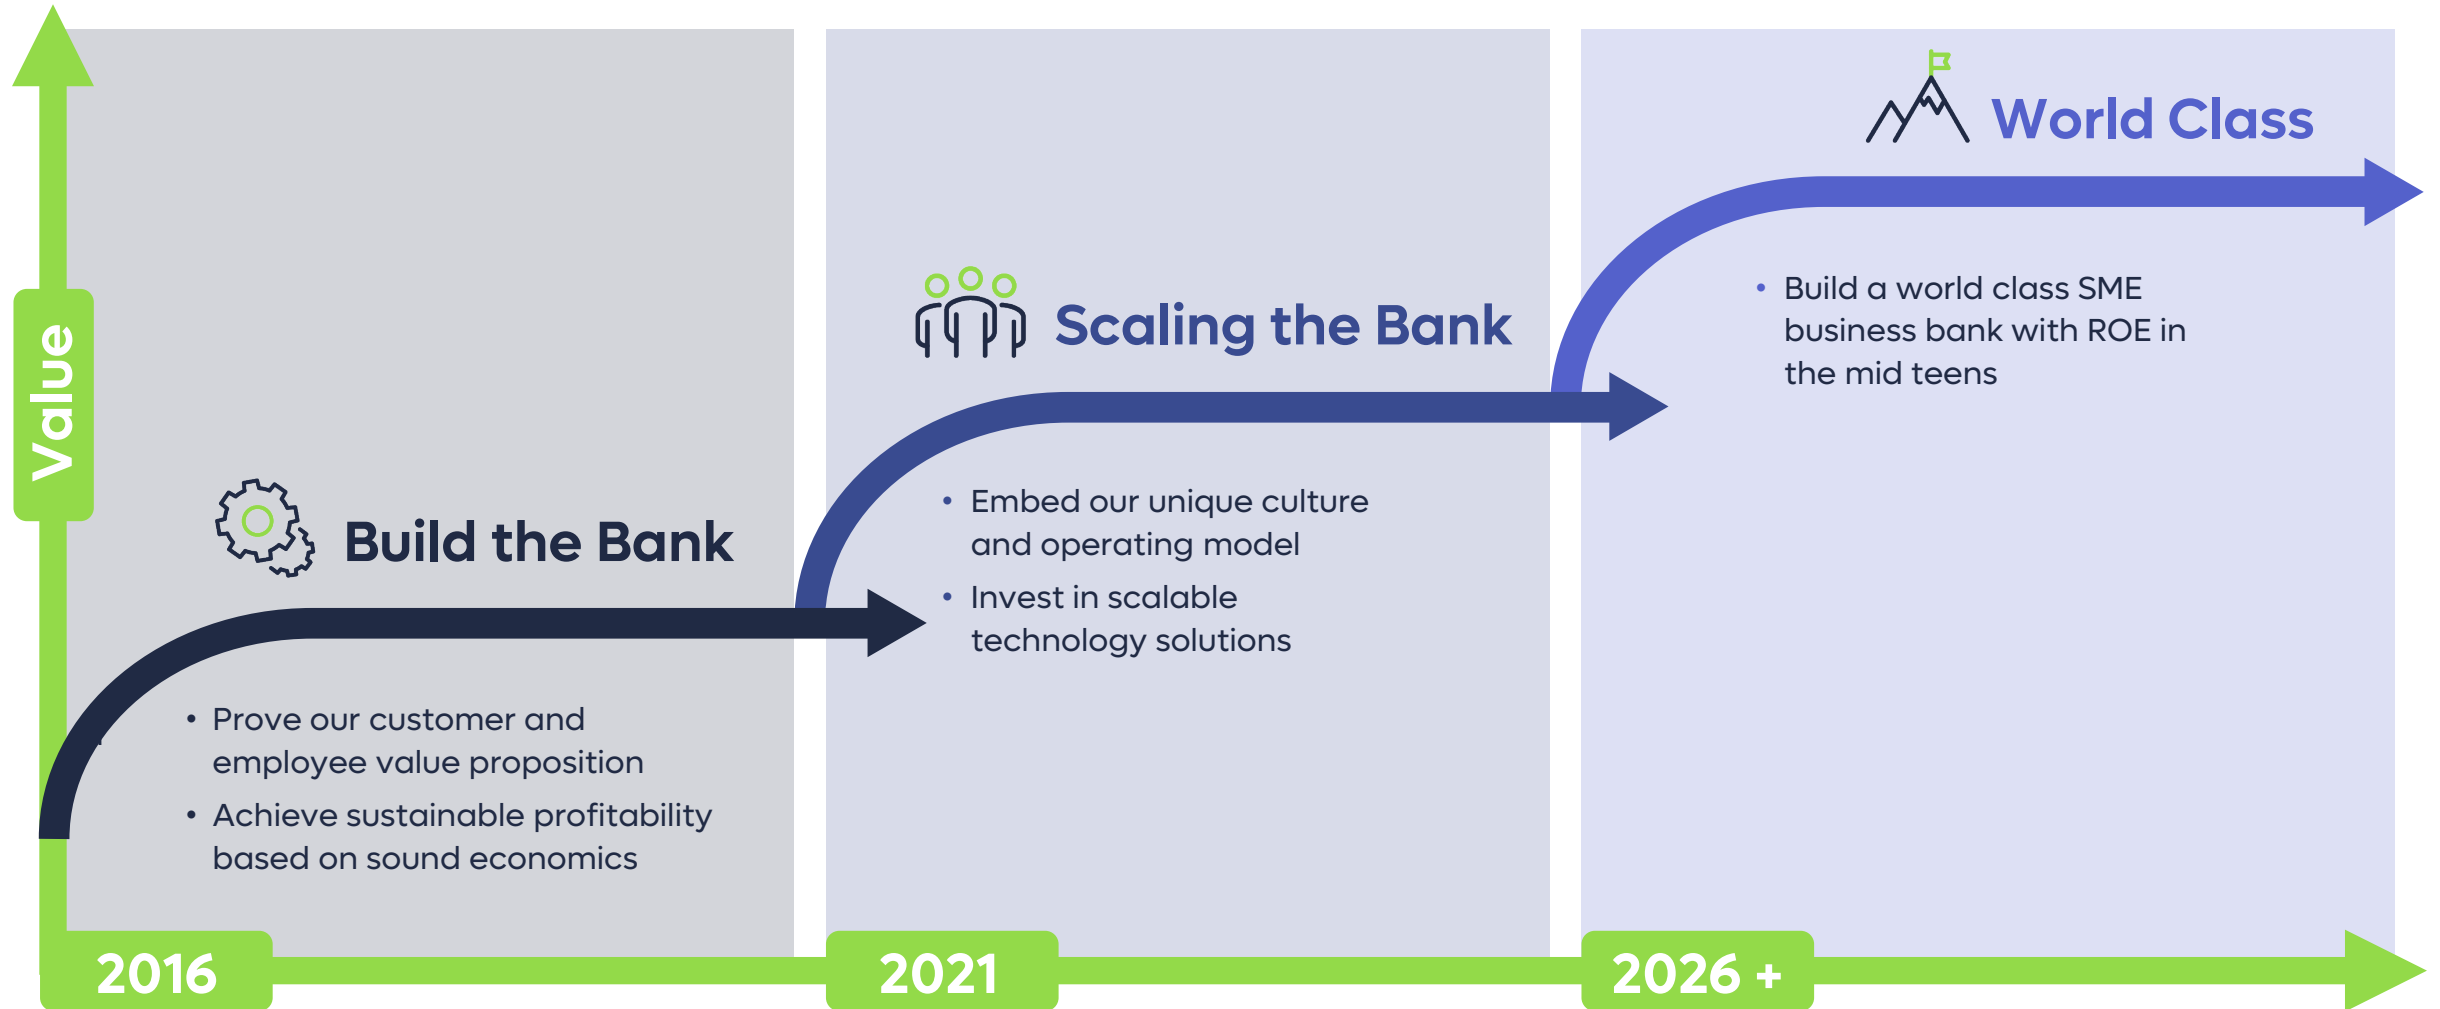 Value
Build the Bank
• Prove our customer and
employee value proposition
• Achieve sustainable profitability
based on sound economics
2016
Scaling the Bank
• Embed our unique culture
and operating model
• Invest in scalable
technology solutions
2021
World Class
• Build a world class SME
business bank with ROE in
the mid teens
2026 +